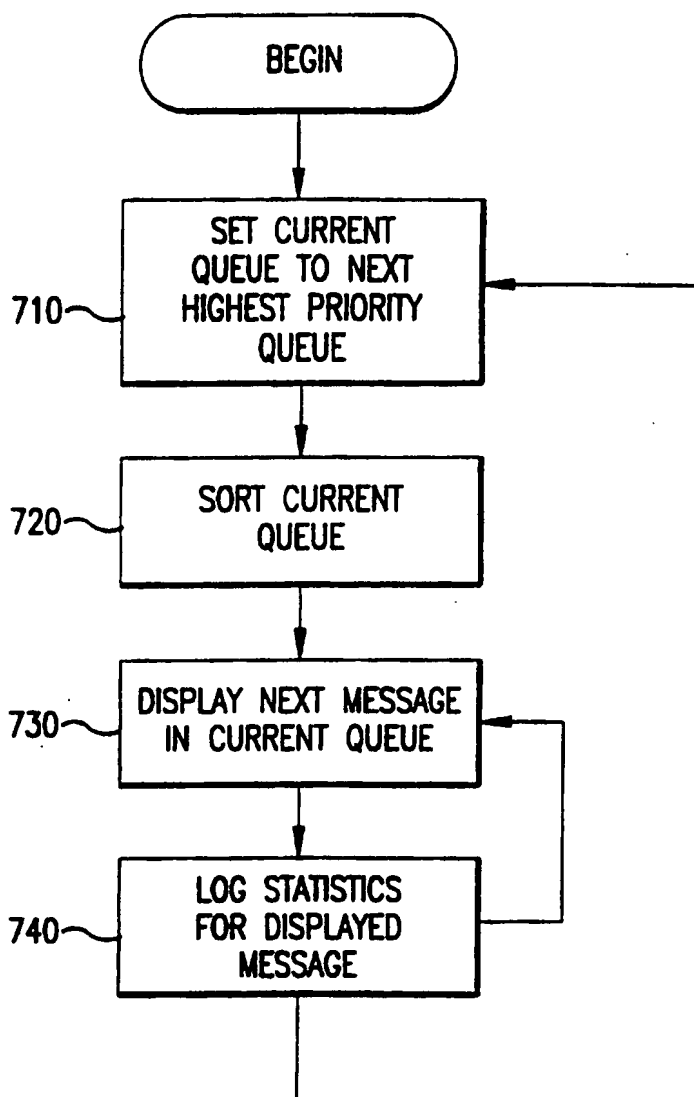 BEGIN
SET CURRENT
QUEUE TO NEXT
HIGHEST PRIORITY
QUEUE
710
SORT CURRENT
QUEUE
720
DISPLAY NEXT MESSAGE
IN CURRENT QUEUE
730
LOG STATISTICS
FOR DISPLAYED
MESSAGE
740